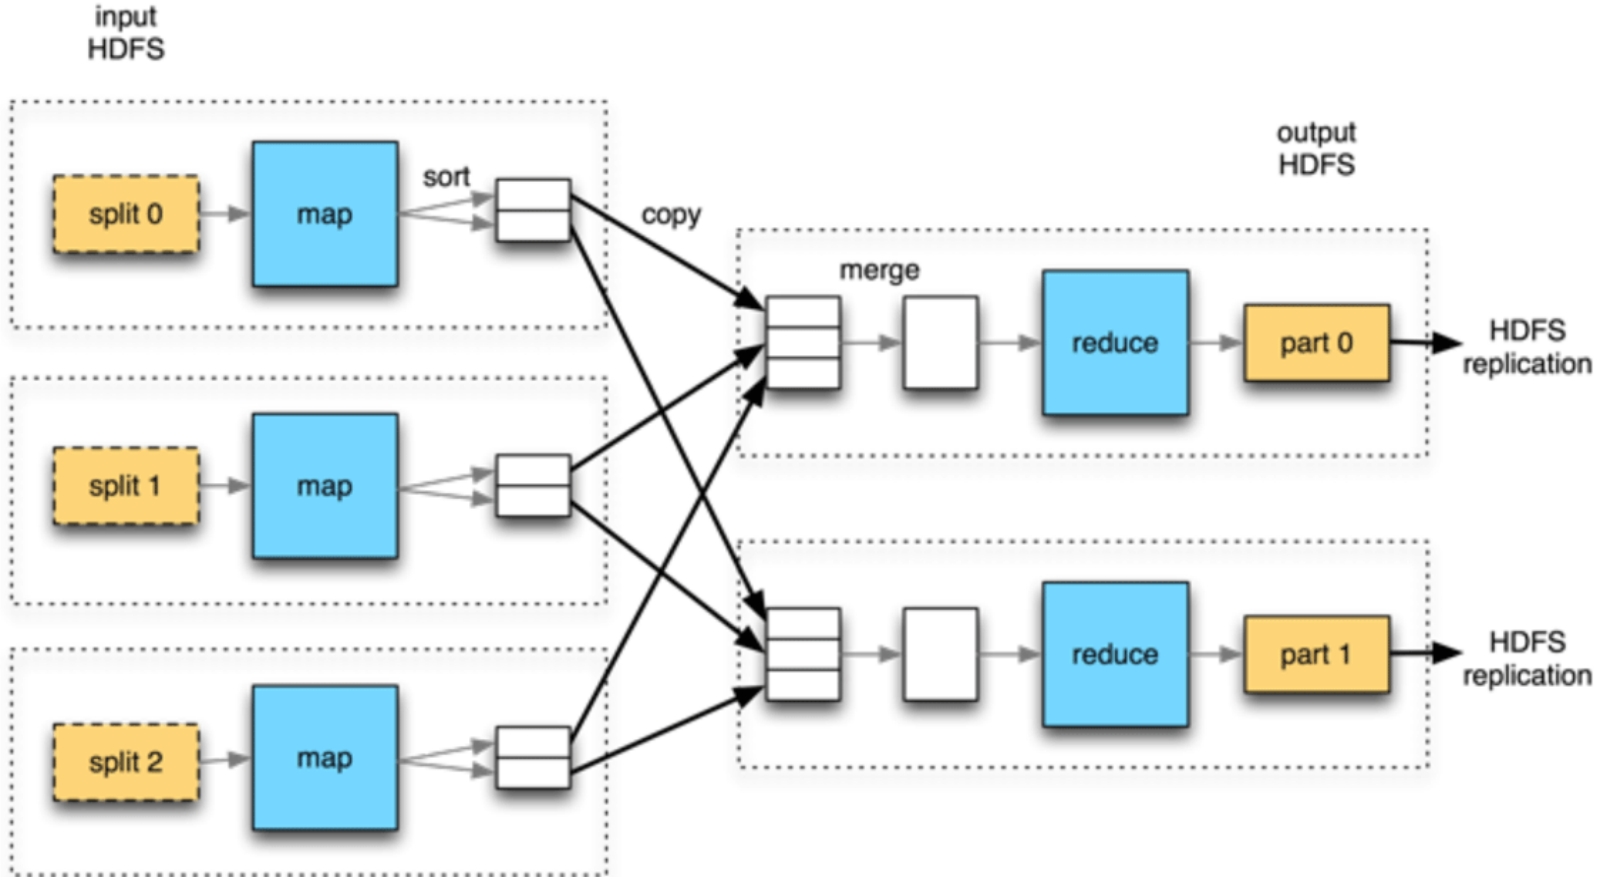 input
HDFS
output
HDFS
split 0
map
sort
copy
merge
reduce
part 0
HDFS
replication
split 1
map
reduce
part 1
HDFS
replication
split 2
map